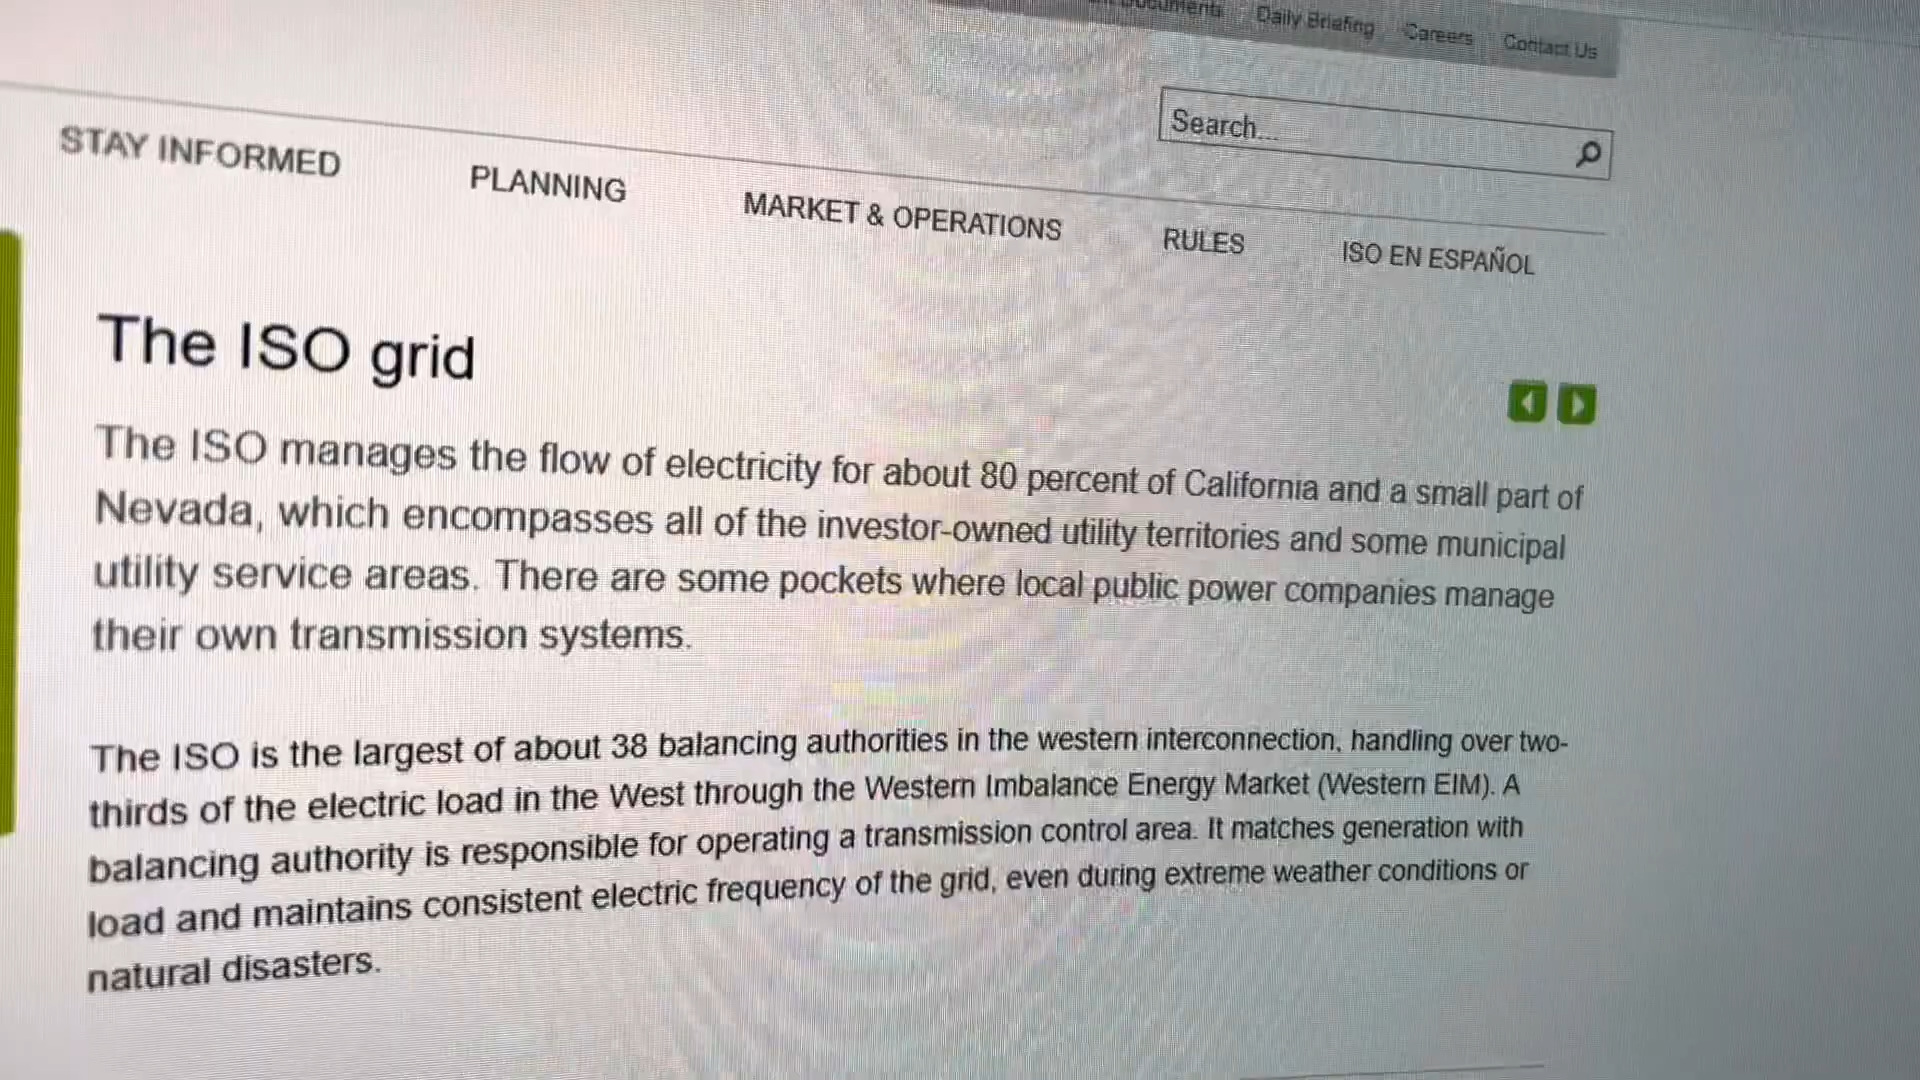 Documents Daily Briefing Careers Contact Us
Search...
STAY INFORMED PLANNING MARKET & OPERATIONS RULES ISO EN ESPAÑOL
The ISO grid
The ISO manages the flow of electricity for about 80 percent of California and a small part of
Nevada, which encompasses all of the investor-owned utility territories and some municipal
utility service areas. There are some pockets where local public power companies manage
their own transmission systems.
The ISO is the largest of about 38 balancing authorities in the western interconnection, handling over two-
thirds of the electric load in the West through the Western Imbalance Energy Market (Western EIM). A
balancing authority is responsible for operating a transmission control area. It matches generation with
load and maintains consistent electric frequency of the grid, even during extreme weather conditions or
natural disasters.